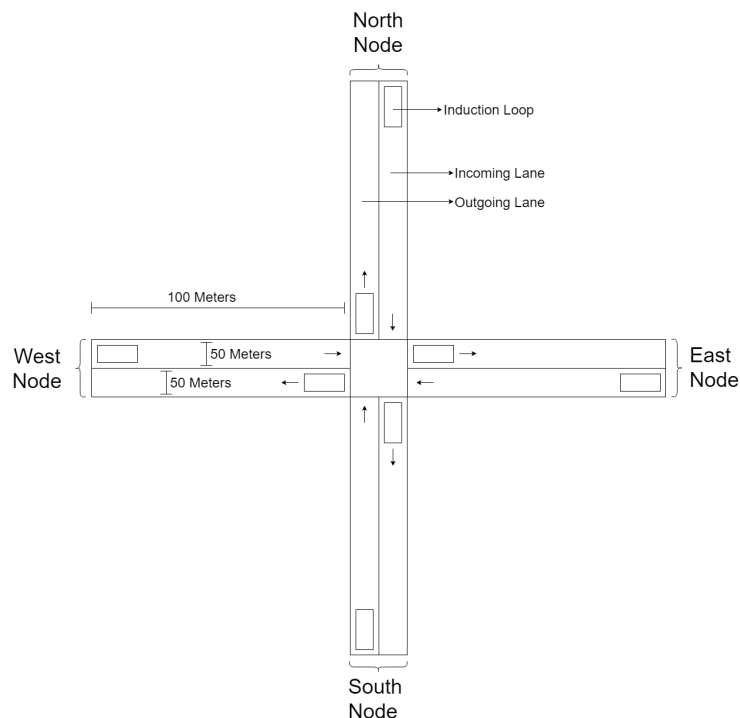 North
Node
Induction Loop
Incoming Lane
Outgoing Lane
100 Meters
West
Node
50 Meters
50 Meters
East
Node
South
Node